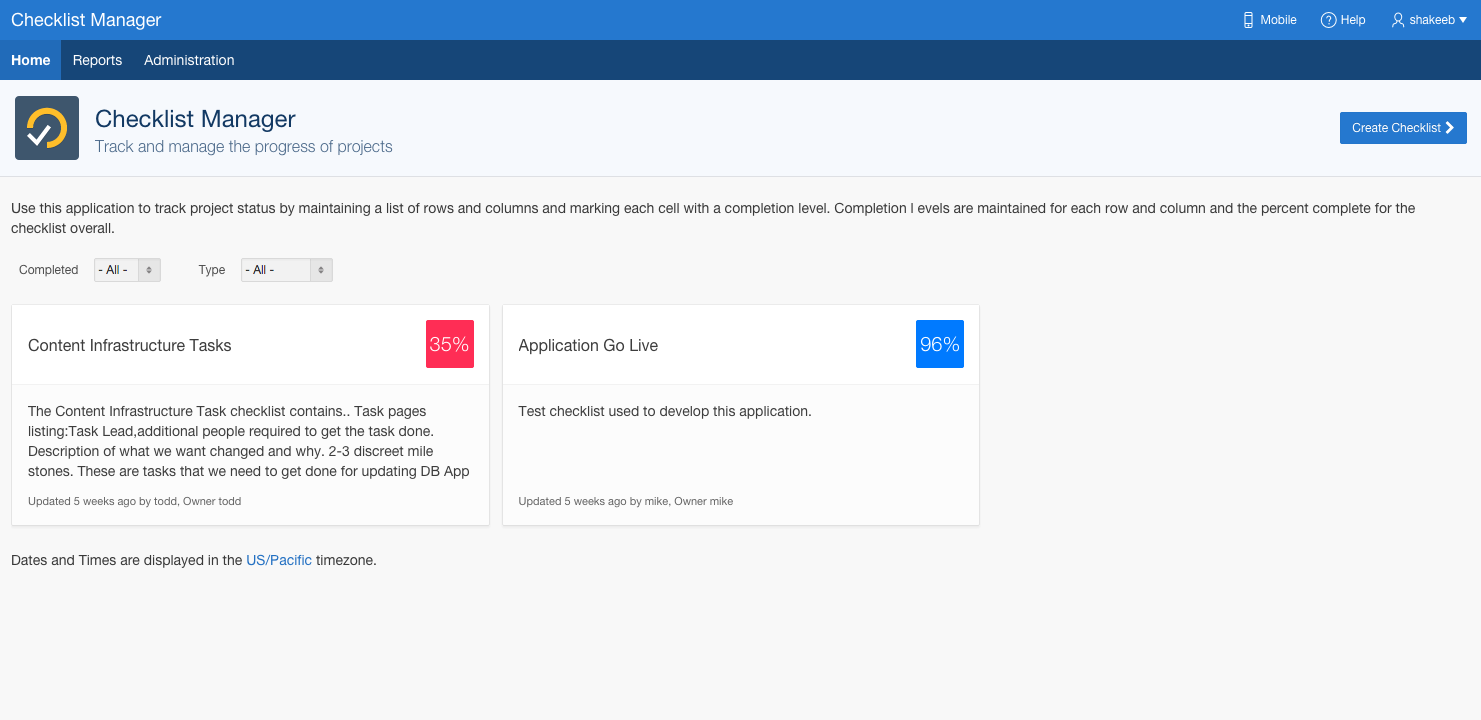 Checklist Manager
Mobile
Help
shakeeb
Home
Reports
Administration
Checklist Manager
Track and manage the progress of projects
Create Checklist
Use this application to track project status by maintaining a list of rows and columns and marking each cell with a completion level. Completion l evels are maintained for each row and column and the percent complete for the
checklist overall.
Completed
- All -
Type
- All -
Content Infrastructure Tasks
35%
The Content Infrastructure Task checklist contains.. Task pages
listing:Task Lead,additional people required to get the task done.
Description of what we want changed and why. 2-3 discreet mile
stones. These are tasks that we need to get done for updating DB App
Updated 5 weeks ago by todd, Owner todd
Application Go Live
96%
Test checklist used to develop this application.
Updated 5 weeks ago by mike, Owner mike
Dates and Times are displayed in the US/Pacific timezone.